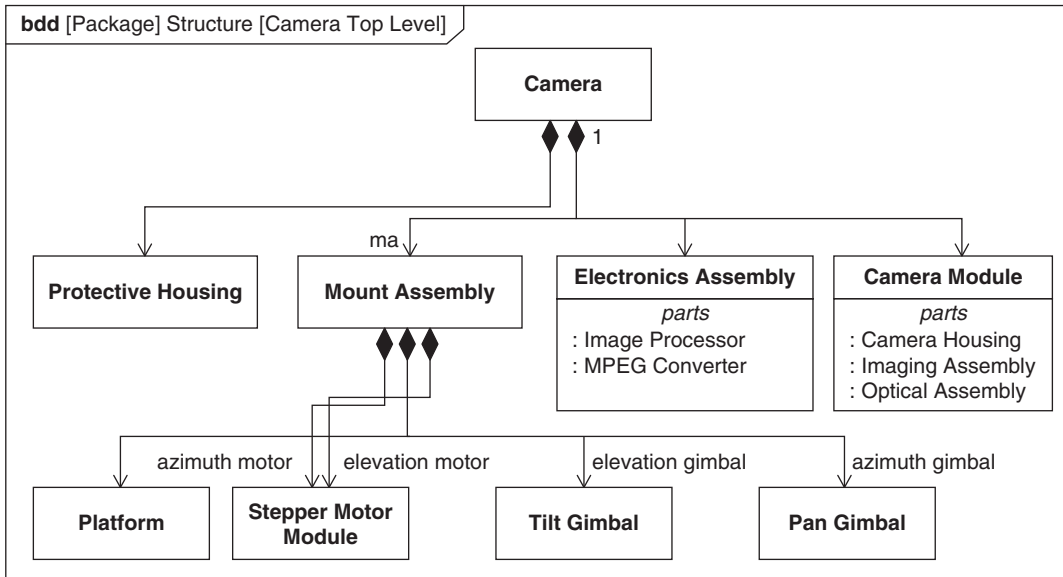 bdd [Package] Structure [Camera Top Level]
Camera
1
ma
Protective Housing
Mount Assembly
Electronics Assembly
parts
: Image Processor
: MPEG Converter
Camera Module
parts
: Camera Housing
: Imaging Assembly
: Optical Assembly
azimuth motor
elevation motor
elevation gimbal
azimuth gimbal
Platform
Stepper Motor
Module
Tilt Gimbal
Pan Gimbal